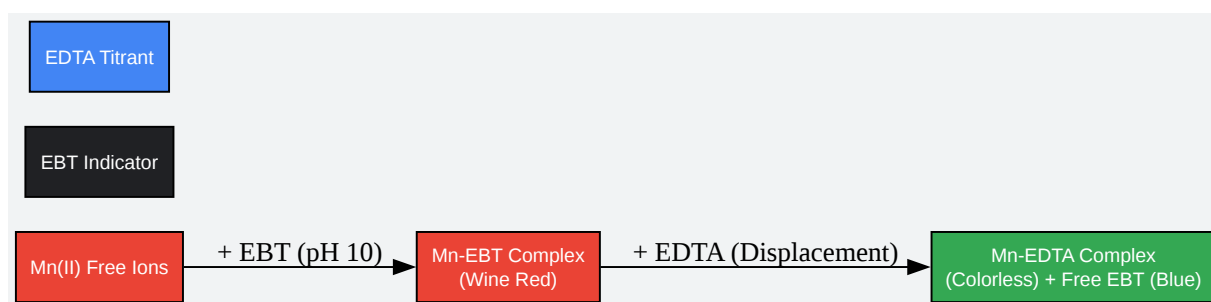 EDTA Titrant
EBT Indicator
Mn(II) Free Ions
+ EBT (pH 10)
Mn-EBT Complex
(Wine Red)
+ EDTA (Displacement)
Mn-EDTA Complex
(Colorless) + Free EBT (Blue)